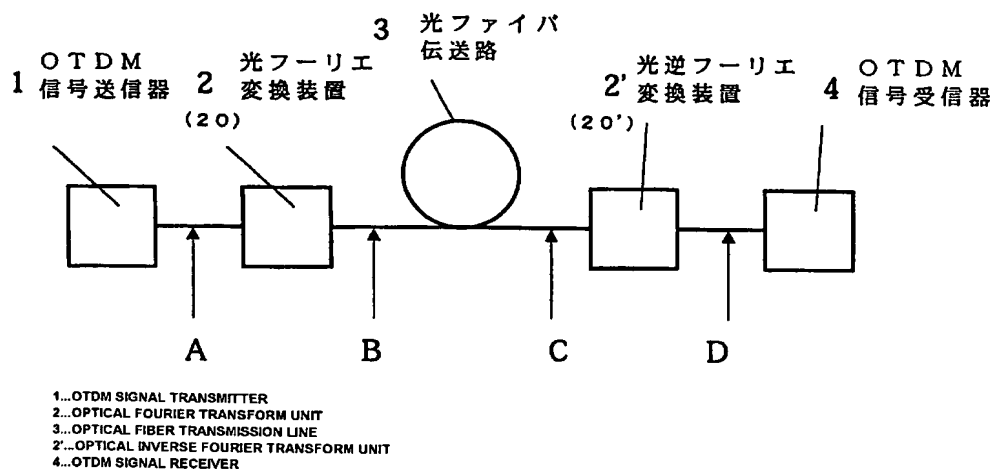 1 OTDM
信号送信器
2 光フーリエ
変換装置
(20)
3 光ファイバ
伝送路
2' 光逆フーリエ
変換装置
(20')
4 OTDM
信号受信器
A
B
C
D
1...OTDM SIGNAL TRANSMITTER
2...OPTICAL FOURIER TRANSFORM UNIT
3...OPTICAL FIBER TRANSMISSION LINE
2'...OPTICAL INVERSE FOURIER TRANSFORM UNIT
4...OTDM SIGNAL RECEIVER